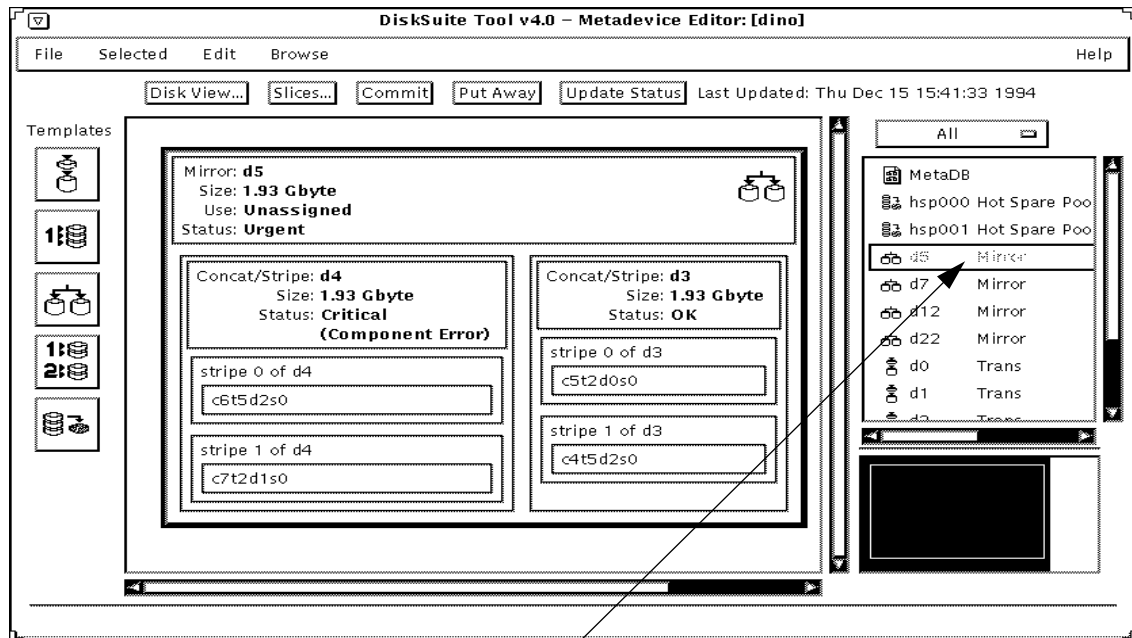 DiskSuite Tool v4.0 – Metadevice Editor: [dino]
File Selected Edit Browse Help
Disk View... Slices... Commit Put Away Update Status Last Updated: Thu Dec 15 15:41:33 1994
Templates
1
1
2
Mirror: d5
Size: 1.93 Gbyte
Use: Unassigned
Status: Urgent
Concat/Stripe: d4
Size: 1.93 Gbyte
Status: Critical
(Component Error)
stripe 0 of d4
c6t5d2s0
stripe 1 of d4
c7t2d1s0
Concat/Stripe: d3
Size: 1.93 Gbyte
Status: OK
stripe 0 of d3
c5t2d0s0
stripe 1 of d3
c4t5d2s0
All
MetaDB
hsp000 Hot Spare Poo
hsp001 Hot Spare Poo
d5 Mirror
d7 Mirror
d12 Mirror
d22 Mirror
d0 Trans
d1 Trans
Trans